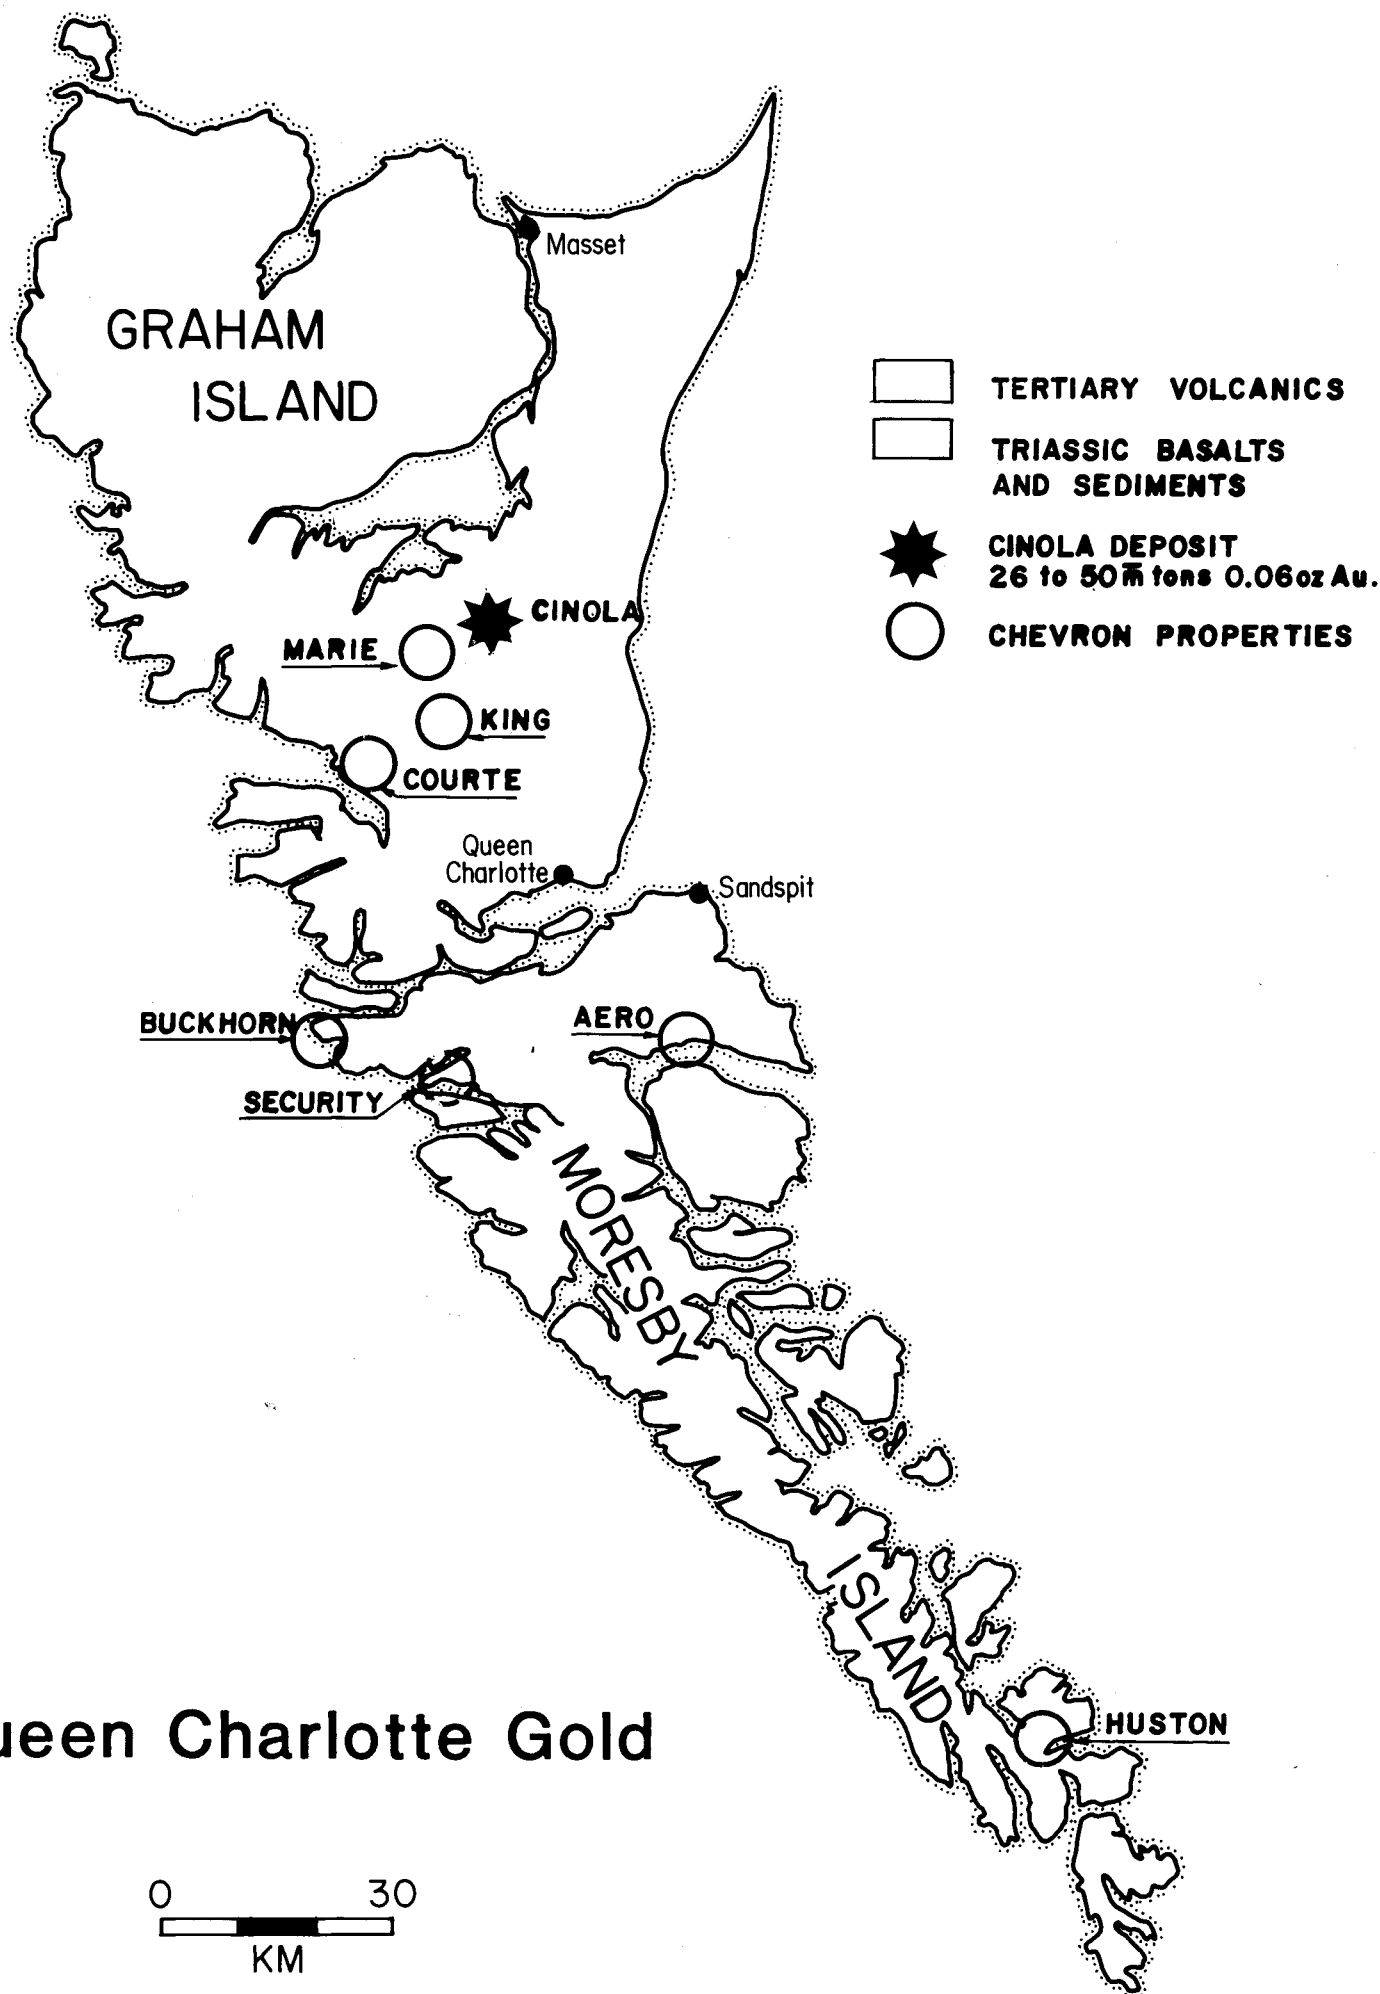 Masset
GRAHAM
ISLAND
TERTIARY VOLCANICS
TRIASSIC BASALTS
AND SEDIMENTS
CINOLA DEPOSIT
26 to 50m̅ tons 0.06oz Au.
CHEVRON PROPERTIES
CINOLA
MARIE
KING
COURTE
Queen
Charlotte
Sandspit
BUCKHORN
AERO
SECURITY
MORESBY
ISLAND
HUSTON
ueen Charlotte Gold
0 30
KM